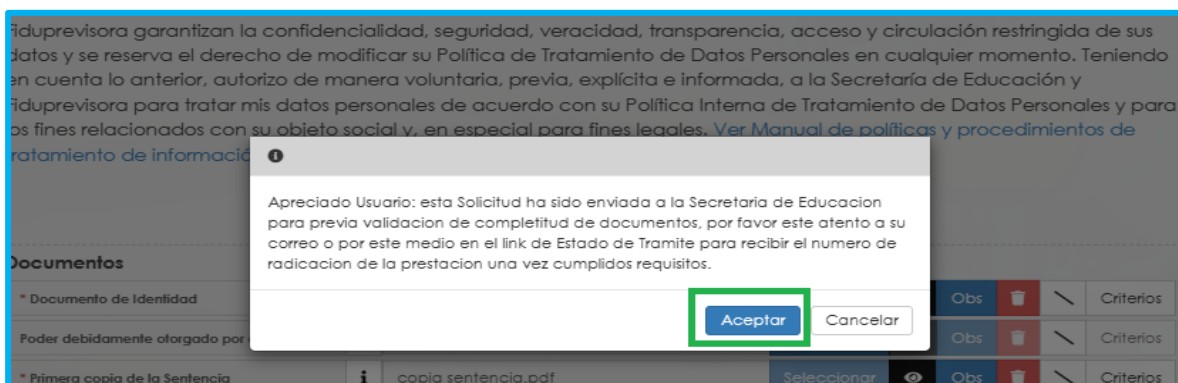 Fiduprevisora garantizan la confidencialidad, seguridad, veracidad, transparencia, acceso y circulación restringida de sus
datos y se reserva el derecho de modificar su Política de Tratamiento de Datos Personales en cualquier momento. Teniendo
en cuenta lo anterior, autorizo de manera voluntaria, previa, explícita e informada, a la Secretaría de Educación y
Fiduprevisora para tratar mis datos personales de acuerdo con su Política Interna de Tratamiento de Datos Personales y para
los fines relacionados con su objeto social y, en especial para fines legales. Ver Manual de políticas y procedimientos de
tratamiento de informació
Apreciado Usuario: esta Solicitud ha sido enviada a la Secretaria de Educacion
para previa validacion de completitud de documentos, por favor este atento a su
correo o por este medio en el link de Estado de Tramite para recibir el numero de
radicacion de la prestacion una vez cumplidos requisitos.
Aceptar Cancelar
Documentos
* Documento de Identidad Obs Criterios
Poder debidamente otorgado por Obs Criterios
* Primera copia de la Sentencia i copia sentencia.pdf Seleccionar Obs Criterios